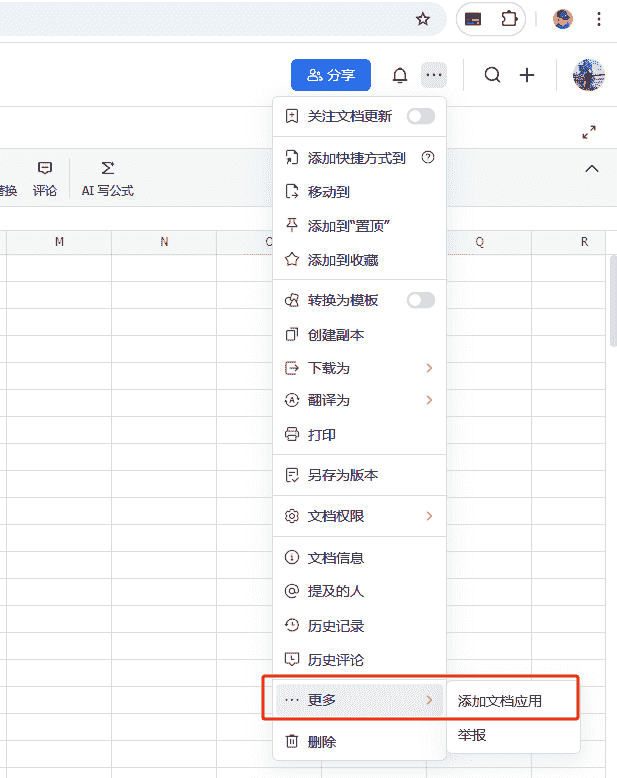 分享
关注文档更新
添加快捷方式到
移动到
添加到“置顶”
添加到收藏
替换 评论 AI 写公式
M N O Q R
转换为模板
创建副本
下载为
翻译为
打印
另存为版本
文档权限
文档信息
提及的人
历史记录
历史评论
更多
添加文档应用
举报
删除